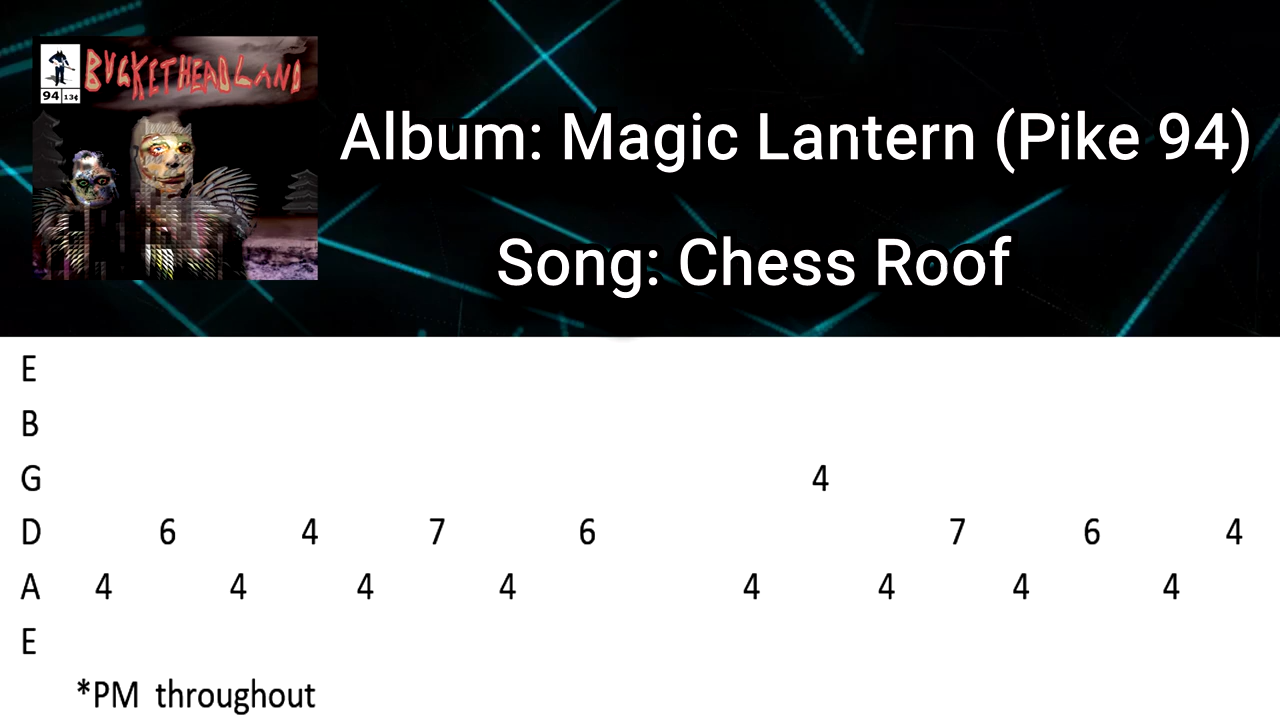 BUCKETHEADLAND
94 13¢
Album: Magic Lantern (Pike 94)
Song: Chess Roof
E
B
G 4
D 6 4 7 6 7 6 4
A 4 4 4 4 4 4 4 4
E
*PM throughout